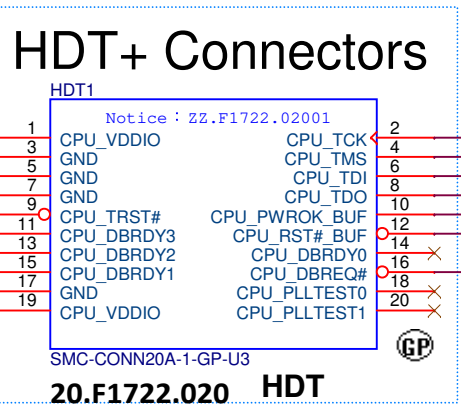 HDT+ Connectors
HDT1
Notice : ZZ.F1722.02001
1 CPU_VDDIO CPU_TCK 2
3 GND CPU_TMS 4
5 GND CPU_TDI 6
7 GND CPU_TDO 8
9 CPU_TRST# CPU_PWROK_BUF 10
11 CPU_DBRDY3 CPU_RST#_BUF 12
13 CPU_DBRDY2 CPU_DBRDY0 14
15 CPU_DBRDY1 CPU_DBREQ# 16
17 GND CPU_PLLTEST0 18
19 CPU_VDDIO CPU_PLLTEST1 20
GP
SMC-CONN20A-1-GP-U3
20.F1722.020 HDT